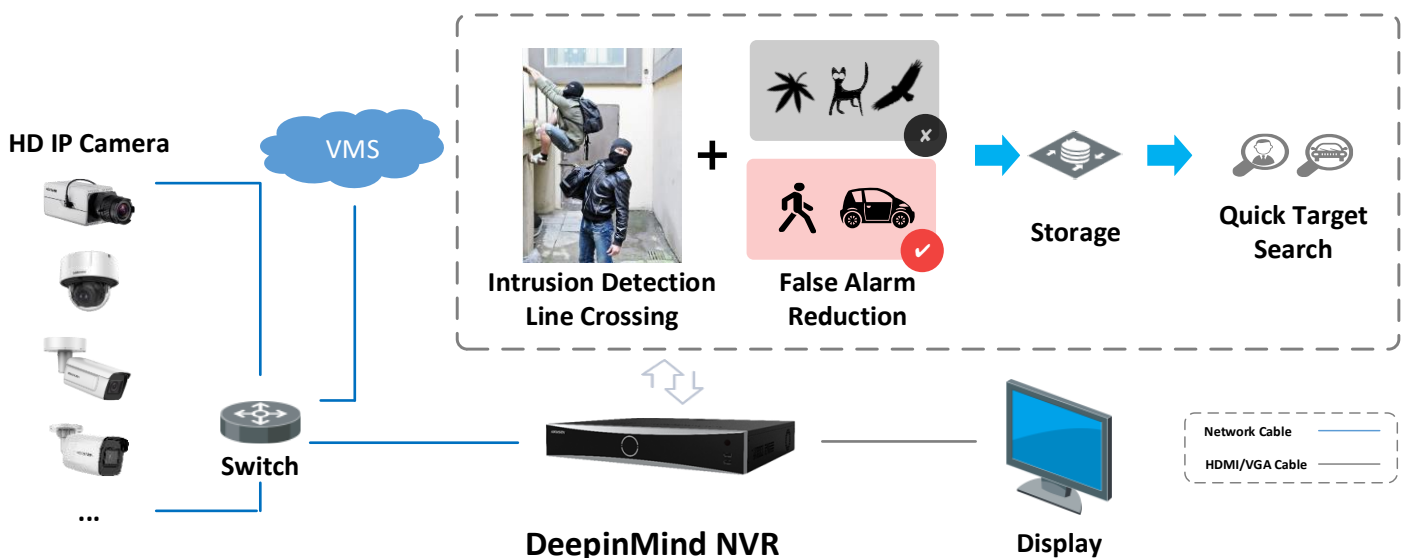 HD IP Camera
VMS
Intrusion Detection
Line Crossing
+
False Alarm
Reduction
Storage
Quick Target
Search
Switch
...
DeepinMind NVR
Display
Network Cable
HDMI/VGA Cable